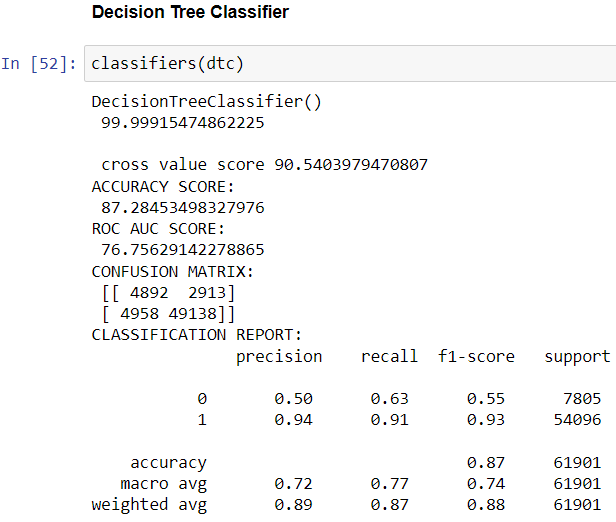 Decision Tree Classifier
In [52]: classifiers(dtc)
DecisionTreeClassifier()
99.99915474862225
cross value score 90.5403979470807
ACCURACY SCORE:
87.28453498327976
ROC AUC SCORE:
76.75629142278865
CONFUSION MATRIX:
[[ 4892  2913]
[ 4958 49138]]
CLASSIFICATION REPORT:
precision    recall  f1-score   support
0       0.50      0.63      0.55      7805
1       0.94      0.91      0.93     54096
accuracy                           0.87     61901
macro avg       0.72      0.77      0.74     61901
weighted avg       0.89      0.87      0.88     61901